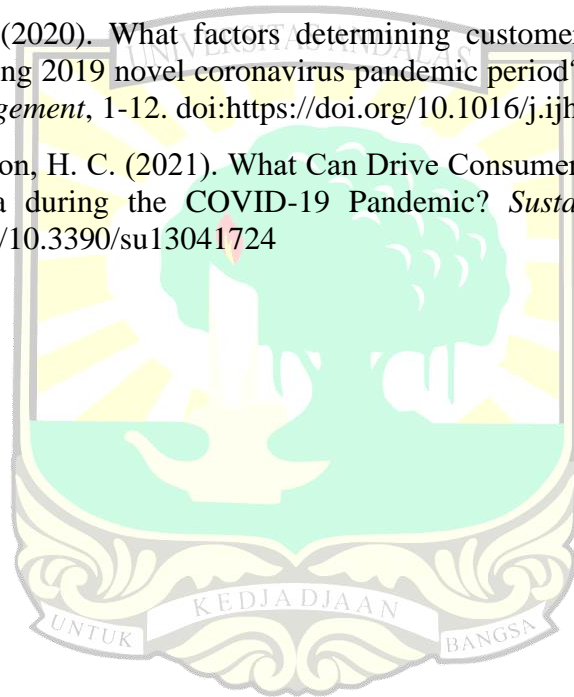 (2020). What factors determining customer
UNIVERSITAS ANDALAS
ng 2019 novel coronavirus pandemic period?
gement, 1-12. doi:https://doi.org/10.1016/j.ijh
on, H. C. (2021). What Can Drive Consumer
a during the COVID-19 Pandemic? Susta
/10.3390/su13041724
UNTUK KEDJADJAAN BANGSA